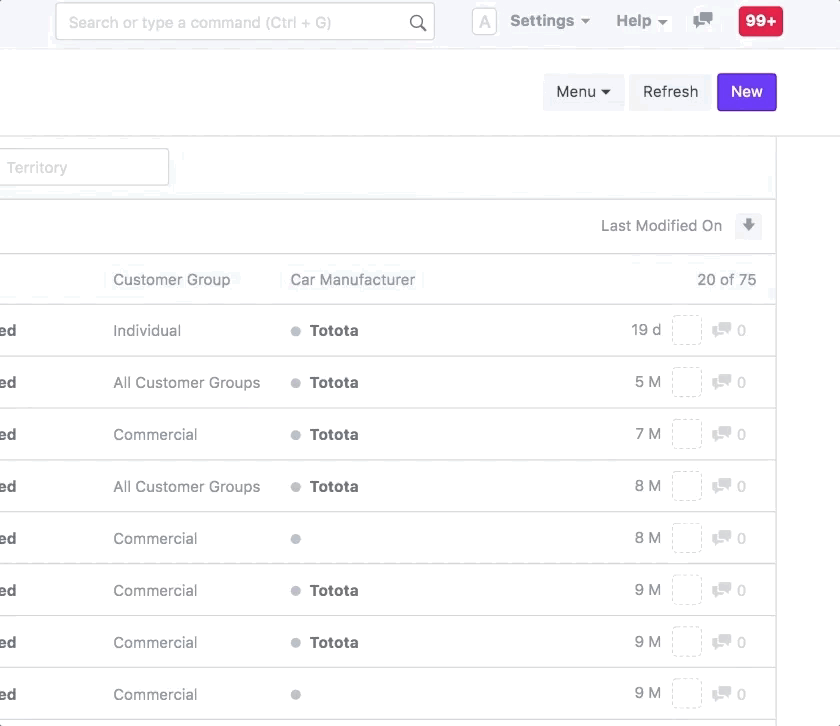 Search or type a command (Ctrl + G) A Settings Help 99+
Menu Refresh New
Territory
Last Modified On
Customer Group Car Manufacturer 20 of 75
ed Individual Totota 19 d 0
ed All Customer Groups Totota 5 M 0
ed Commercial Totota 7 M 0
ed All Customer Groups Totota 8 M 0
ed Commercial 8 M 0
ed Commercial Totota 9 M 0
ed Commercial Totota 9 M 0
ed Commercial 9 M 0